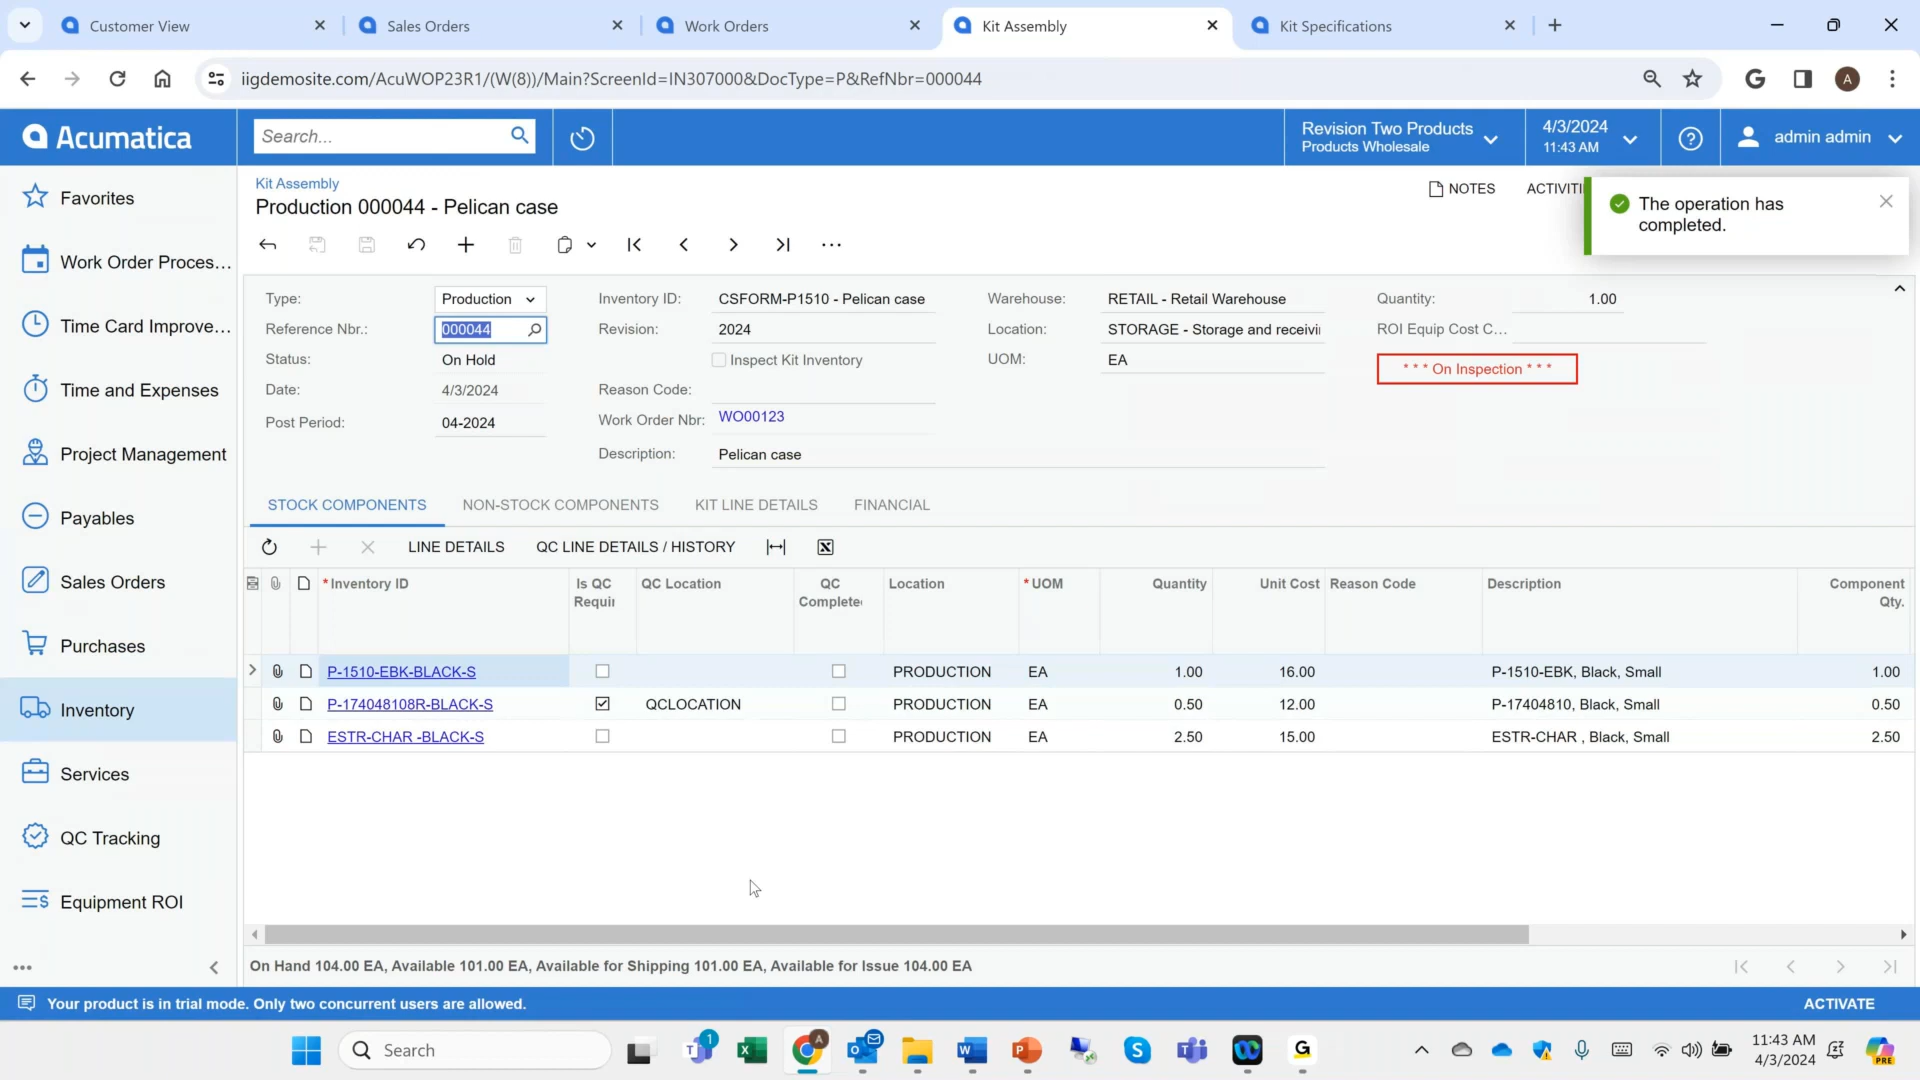 Customer View
Sales Orders
Work Orders
Kit Assembly
Kit Specifications
iigdemosite.com/AcuWOP23R1/(W(8))/Main?ScreenId=IN307000&DocType=P&RefNbr=000044
A
Acumatica
Search...
Revision Two Products
Products Wholesale
4/3/2024
11:43 AM
admin admin
Favorites
Work Order Proces...
Time Card Improve...
Time and Expenses
Project Management
Payables
Sales Orders
Purchases
Inventory
Services
QC Tracking
Equipment ROI
Kit Assembly
Production 000044 - Pelican case
NOTES
ACTIVITI
The operation has
completed.
Type: Production
Reference Nbr.: 000044
Status: On Hold
Date: 4/3/2024
Post Period: 04-2024
Inventory ID: CSFORM-P1510 - Pelican case
Revision: 2024
Inspect Kit Inventory
Reason Code:
Work Order Nbr: WO00123
Description: Pelican case
Warehouse: RETAIL - Retail Warehouse
Location: STORAGE - Storage and receivi
UOM: EA
Quantity: 1.00
ROI Equip Cost C...
* * * On Inspection * * *
STOCK COMPONENTS NON-STOCK COMPONENTS KIT LINE DETAILS FINANCIAL
LINE DETAILS QC LINE DETAILS / HISTORY
*Inventory ID Is QC Requir QC Location QC Complete Location *UOM Quantity Unit Cost Reason Code Description Component Qty.
P-1510-EBK-BLACK-S PRODUCTION EA 1.00 16.00 P-1510-EBK, Black, Small 1.00
P-174048108R-BLACK-S QCLOCATION PRODUCTION EA 0.50 12.00 P-17404810, Black, Small 0.50
ESTR-CHAR -BLACK-S PRODUCTION EA 2.50 15.00 ESTR-CHAR , Black, Small 2.50
On Hand 104.00 EA, Available 101.00 EA, Available for Shipping 101.00 EA, Available for Issue 104.00 EA
Your product is in trial mode. Only two concurrent users are allowed.
ACTIVATE
Search
1
11:43 AM
4/3/2024
PRE